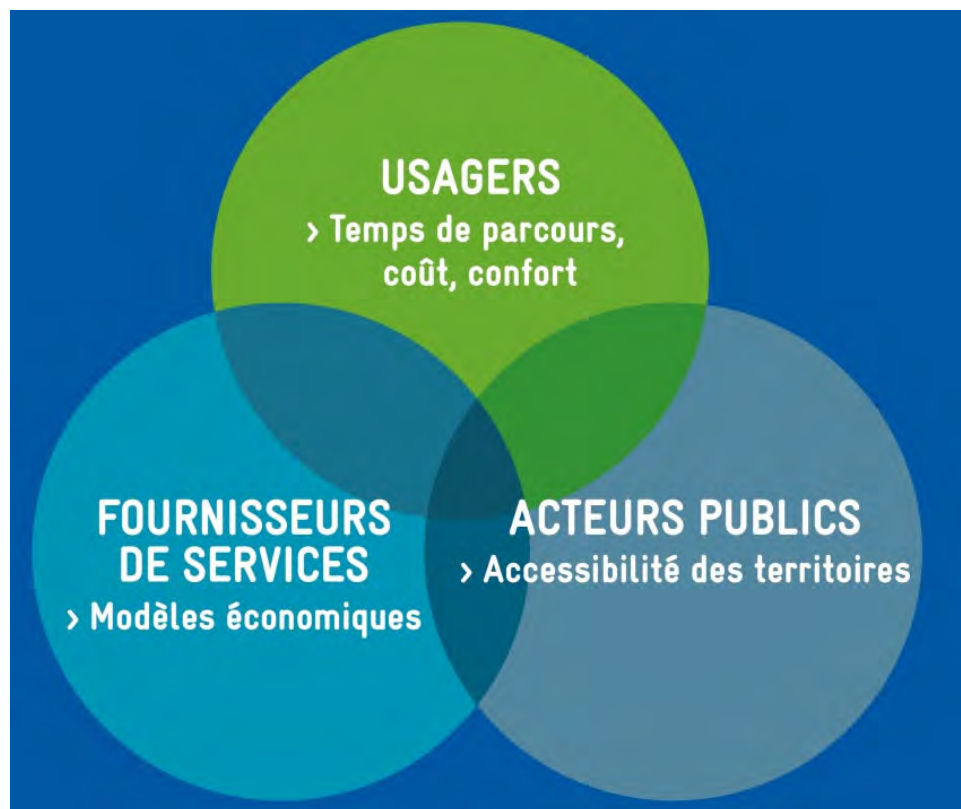 USAGERS
› Temps de parcours,
coût, confort
FOURNISSEURS
DE SERVICES
› Modèles économiques
ACTEURS PUBLICS
› Accessibilité des territoires